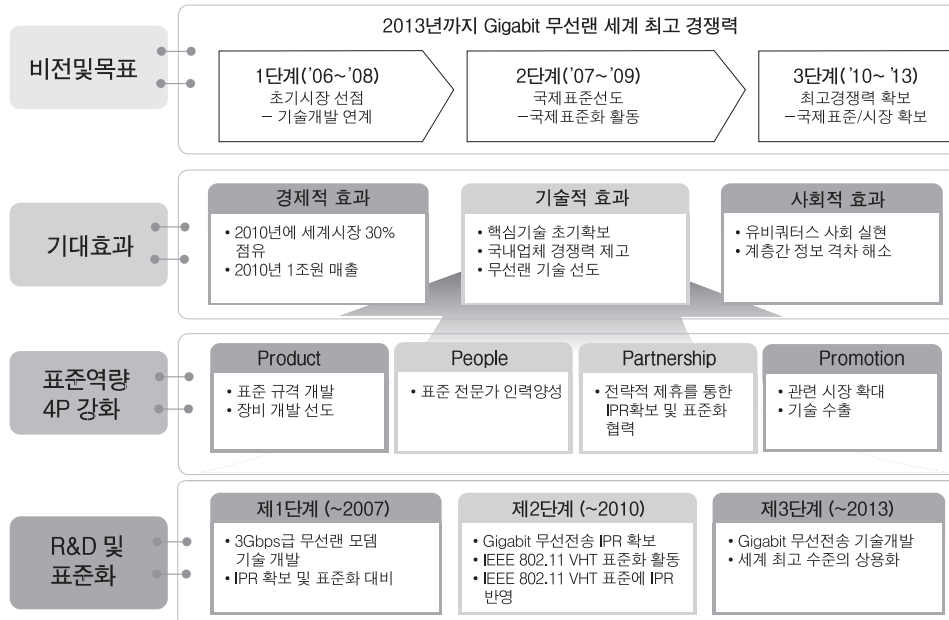 비전및목표
2013년까지 Gigabit 무선랜 세계 최고 경쟁력
1단계('06~'08)
초기시장 선점
– 기술개발 연계
2단계('07~'09)
국제표준선도
–국제표준화 활동
3단계('10~'13)
최고경쟁력 확보
–국제표준/시장 확보
기대효과
경제적 효과
• 2010년에 세계시장 30%
점유
• 2010년 1조원 매출
기술적 효과
• 핵심기술 초기확보
• 국내업체 경쟁력 제고
• 무선랜 기술 선도
사회적 효과
• 유비쿼터스 사회 실현
• 계층간 정보 격차 해소
표준역량
4P 강화
Product
• 표준 규격 개발
• 장비 개발 선도
People
• 표준 전문가 인력양성
Partnership
• 전략적 제휴를 통한
IPR확보 및 표준화
협력
Promotion
• 관련 시장 확대
• 기술 수출
R&D 및
표준화
제1단계 (~2007)
• 3Gbps급 무선랜 모뎀
기술 개발
• IPR 확보 및 표준화 대비
제2단계 (~2010)
• Gigabit 무선전송 IPR 확보
• IEEE 802.11 VHT 표준화 활동
• IEEE 802.11 VHT 표준에 IPR
반영
제3단계 (~2013)
• Gigabit 무선전송 기술개발
• 세계 최고 수준의 상용화